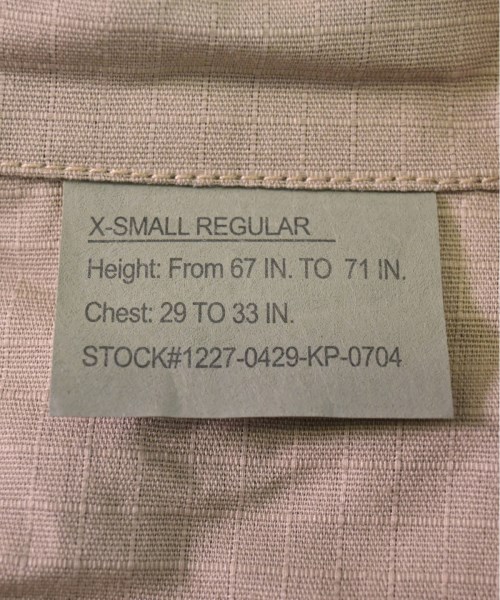 X-SMALL REGULAR
Height: From 67 IN. TO 71 IN.
Chest: 29 TO 33 IN.
STOCK#1227-0429-KP-0704